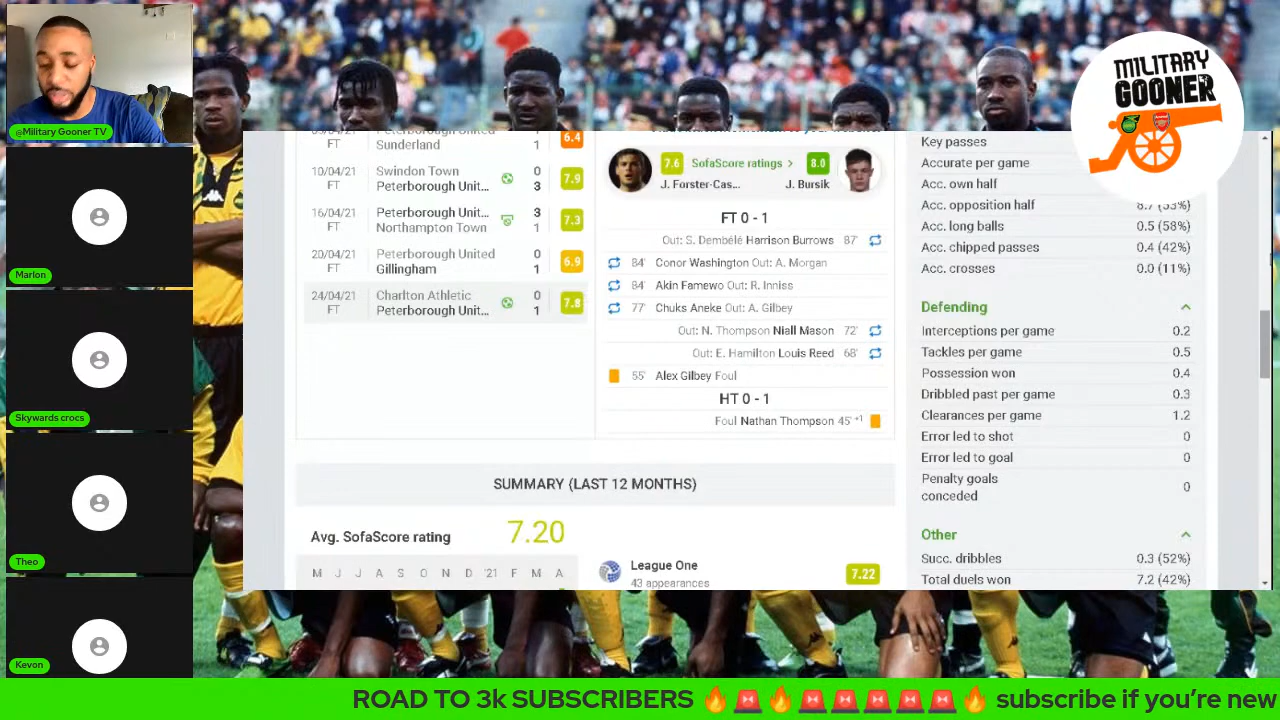 @Military Gooner TV
Marlon
Skywards crocs
Theo
Kevon
MILITARY
GOONER
FT
Peterborough United
Sunderland
1
6.4
10/04/21
FT
Swindon Town
Peterborough Unit...
0
3
7.9
16/04/21
FT
Peterborough Unit...
Northampton Town
3
1
7.3
20/04/21
FT
Peterborough United
Gillingham
0
1
6.9
24/04/21
FT
Charlton Athletic
Peterborough Unit...
0
1
7.8
7.6 SofaScore ratings > 8.0
J. Forster-Cas... J. Bursik
FT 0 - 1
Out: S. Dembélé Harrison Burrows 87'
84' Conor Washington Out: A. Morgan
84' Akin Famewo Out: R. Inniss
77' Chuks Aneke Out: A. Gilbey
Out: N. Thompson Niall Mason 72'
Out: E. Hamilton Louis Reed 68'
55' Alex Gilbey Foul
HT 0 - 1
Foul Nathan Thompson 45' +1
SUMMARY (LAST 12 MONTHS)
Avg. SofaScore rating 7.20
M J J A S O N D '21 F M A
League One
43 appearances
7.22
Key passes
Accurate per game
Acc. own half
Acc. opposition half 8.7 (53%)
Acc. long balls 0.5 (58%)
Acc. chipped passes 0.4 (42%)
Acc. crosses 0.0 (11%)
Defending
Interceptions per game 0.2
Tackles per game 0.5
Possession won 0.4
Dribbled past per game 0.3
Clearances per game 1.2
Error led to shot 0
Error led to goal 0
Penalty goals
conceded 0
Other
Succ. dribbles 0.3 (52%)
Total duels won 7.2 (42%)
ROAD TO 3k SUBSCRIBERS 🔥🚨🔥🚨🚨🚨🚨🚨🔥 subscribe if you're new